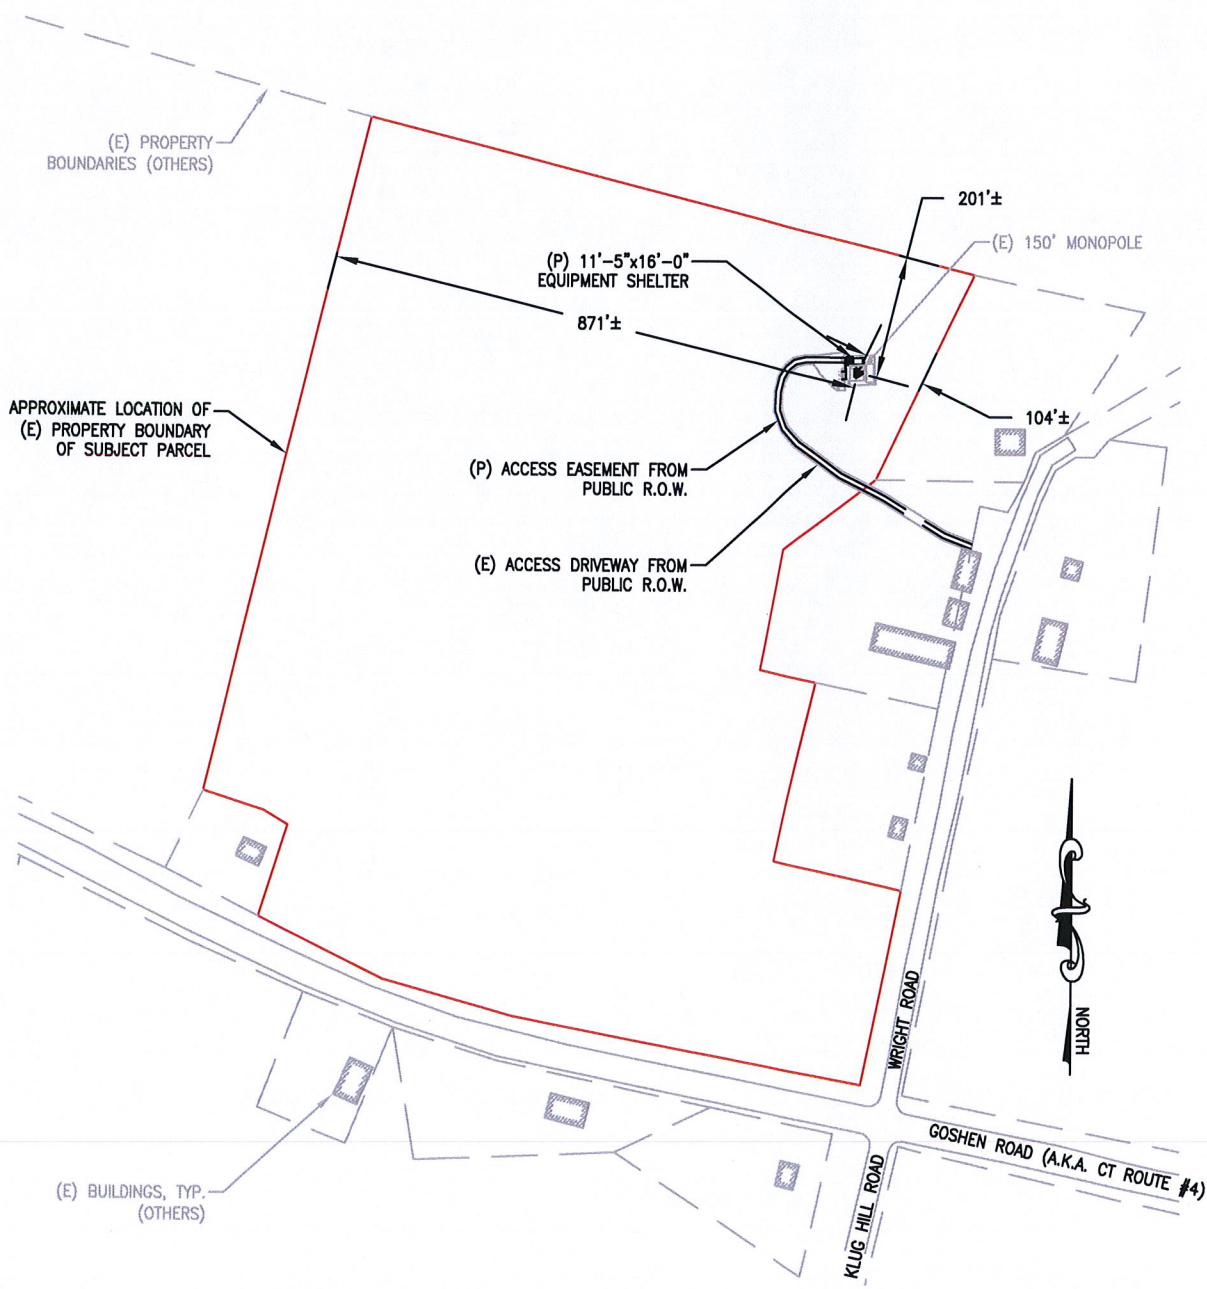 (E) PROPERTY
BOUNDARIES (OTHERS)
201'±
(E) 150' MONOPOLE
(P) 11'-5"x16'-0"
EQUIPMENT SHELTER
871'±
APPROXIMATE LOCATION OF
(E) PROPERTY BOUNDARY
OF SUBJECT PARCEL
104'±
(P) ACCESS EASEMENT FROM
PUBLIC R.O.W.
(E) ACCESS DRIVEWAY FROM
PUBLIC R.O.W.
NORTH
WRIGHT ROAD
GOSHEN ROAD (A.K.A. CT ROUTE #4)
KLUG HILL ROAD
(E) BUILDINGS, TYP.
(OTHERS)